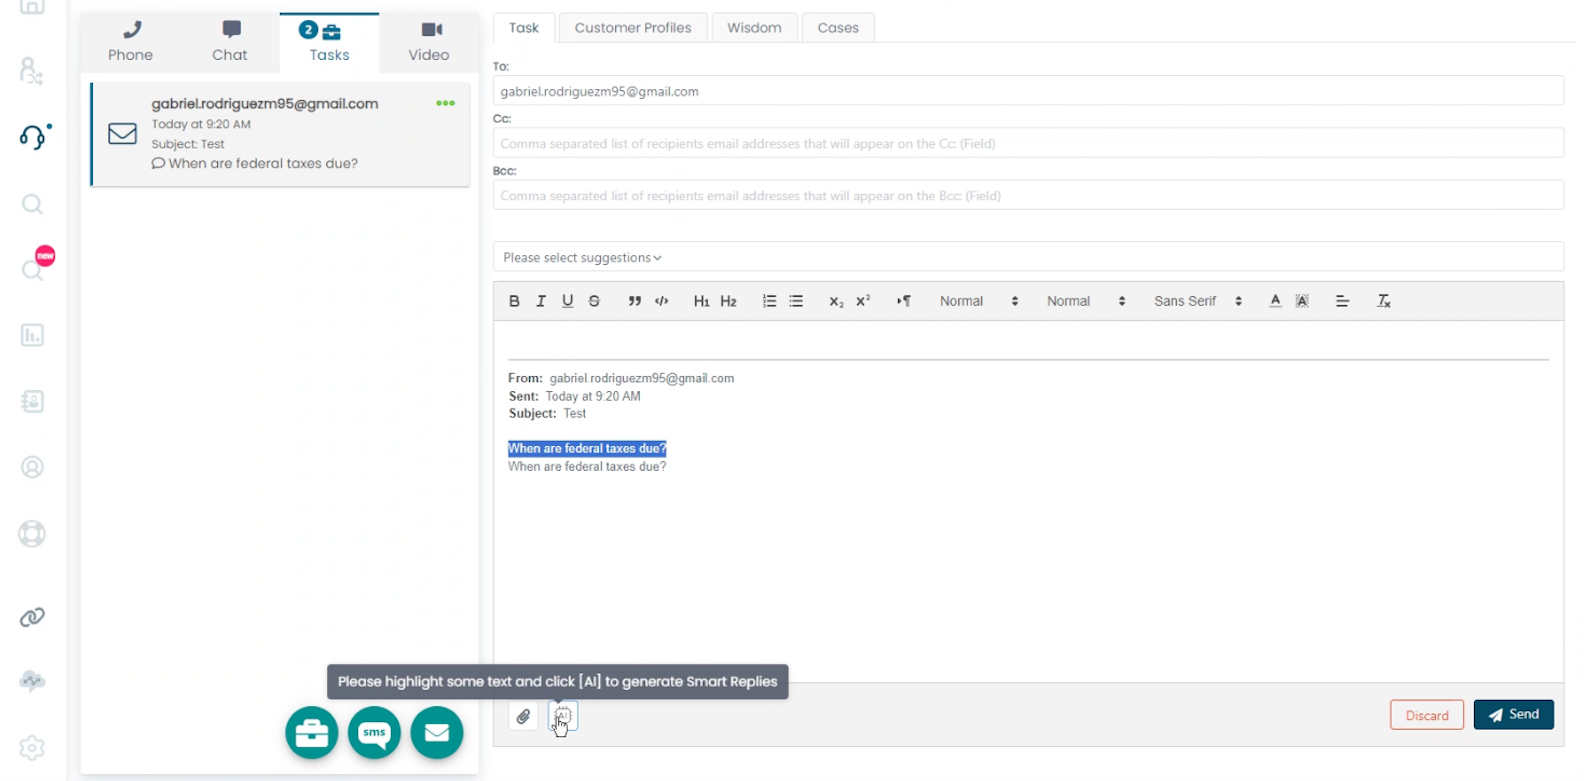 Phone
Chat
2
Tasks
Video
gabriel.rodriguezm95@gmail.com
Today at 9:20 AM
Subject: Test
When are federal taxes due?
new
Task
Customer Profiles
Wisdom
Cases
To:
gabriel.rodriguezm95@gmail.com
Cc:
Comma separated list of recipients email addresses that will appear on the Cc: (Field)
Bcc:
Comma separated list of recipients email addresses that will appear on the Bcc: (Field)
Please select suggestions
B I U S H1 H2 X2 X² Normal Normal Sans Serif A A Tx
From: gabriel.rodriguezm95@gmail.com
Sent: Today at 9:20 AM
Subject: Test
When are federal taxes due?
When are federal taxes due?
Please highlight some text and click [AI] to generate Smart Replies
sms
AI
Discard
Send